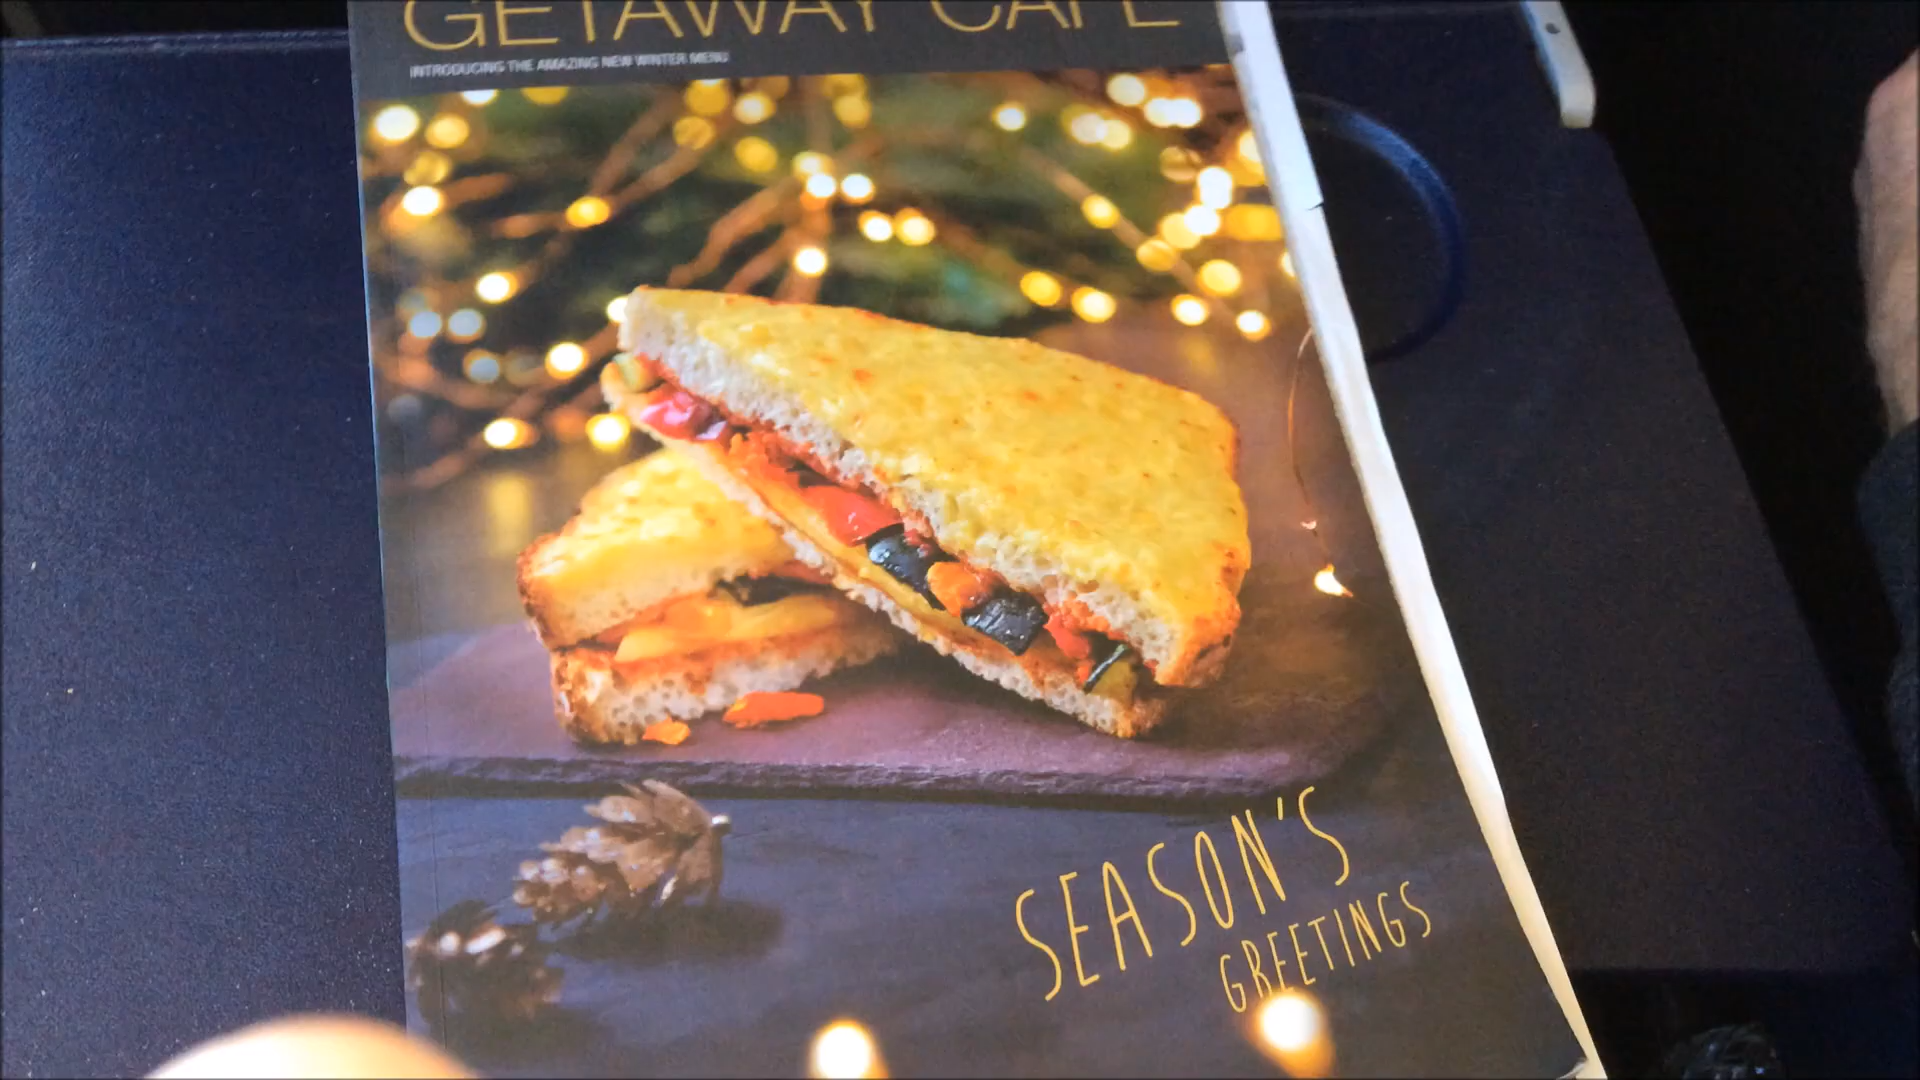 GETAWAY CAFE
INTRODUCING THE AMAZING NEW WINTER MENU
SEASON'S
GREETINGS